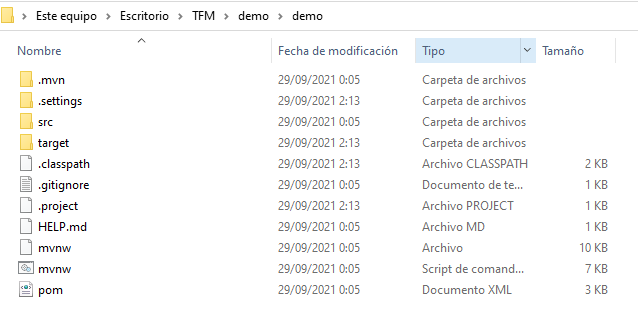 Este equipo > Escritorio > TFM > demo > demo
Nombre Fecha de modificación Tipo Tamaño
.mvn 29/09/2021 0:05 Carpeta de archivos
.settings 29/09/2021 2:13 Carpeta de archivos
src 29/09/2021 0:05 Carpeta de archivos
target 29/09/2021 2:13 Carpeta de archivos
.classpath 29/09/2021 2:13 Archivo CLASSPATH 2 KB
.gitignore 29/09/2021 0:05 Documento de te... 1 KB
.project 29/09/2021 2:13 Archivo PROJECT 1 KB
HELP.md 29/09/2021 0:05 Archivo MD 1 KB
mvnw 29/09/2021 0:05 Archivo 10 KB
mvnw 29/09/2021 0:05 Script de comand... 7 KB
pom 29/09/2021 0:05 Documento XML 3 KB